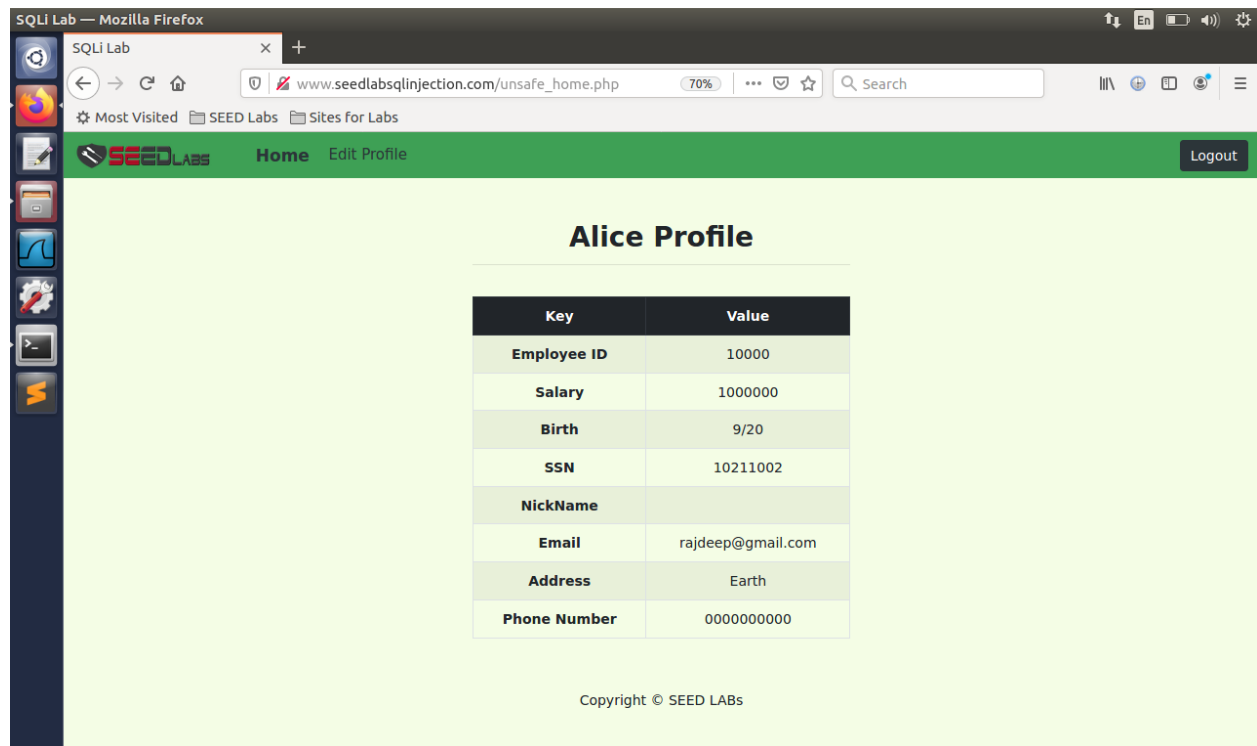 SQLi Lab — Mozilla Firefox
En
SQLi Lab
www.seedlabsqlinjection.com/unsafe_home.php
70%
Search
Most Visited SEED Labs Sites for Labs
SEEDLABS Home Edit Profile Logout
Alice Profile
Key Value
Employee ID 10000
Salary 1000000
Birth 9/20
SSN 10211002
NickName
Email rajdeep@gmail.com
Address Earth
Phone Number 0000000000
Copyright © SEED LABs